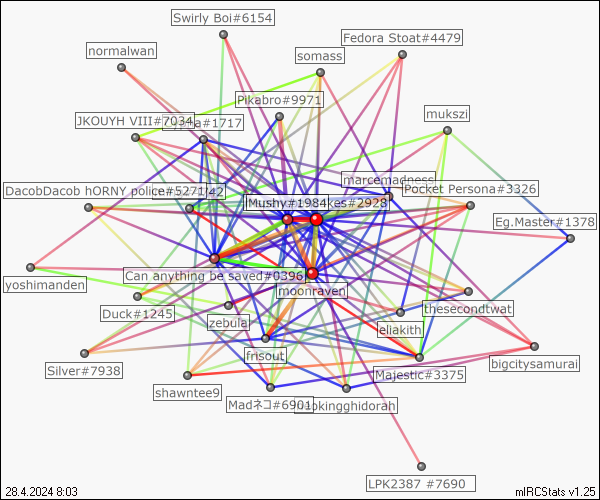 Swirly Boi#6154
Fedora Stoat#4479
normalwan
somass
Pikabro#9971
mukszi
JKOUYH VIII#7034
a#1717
marcemadness
DacobDacob hORNY police#5271
42
Pocket Persona#3326
Mushy#1984
kes#2928
Eg.Master#1378
Can anything be saved#0396
yoshimanden
moonraven
Duck#1245
zebulai
thesecondtwat
leliakith
frisout
Silver#7938
Majestic#3375
bigcitysamurai
shawntee9
Madネコ#6901
okingghidorah
LPK2387 #7690
28.4.2024 8:03
mIRCStats v1.25